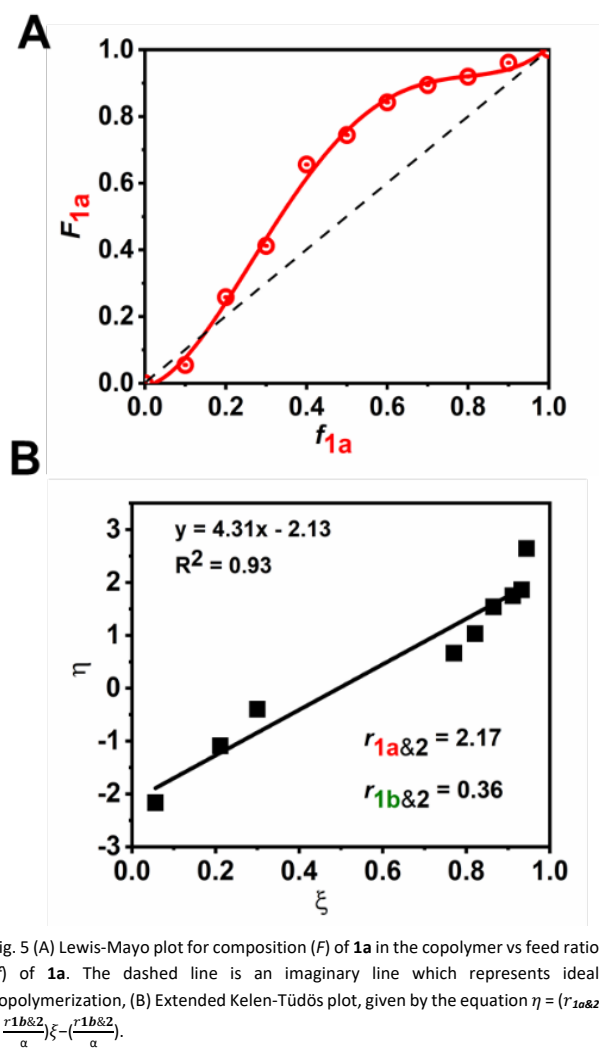 A
1.0
0.8
0.6
0.4
0.2
0.0
F1a
0.0 0.2 0.4 0.6 0.8 1.0
f1a
B
3
2
1
0
-1
-2
-3
η
y = 4.31x - 2.13
R2 = 0.93
r1a&2 = 2.17
r1b&2 = 0.36
0.0 0.2 0.4 0.6 0.8 1.0
ξ
ig. 5 (A) Lewis-Mayo plot for composition (F) of 1a in the copolymer vs feed ratio
f) of 1a. The dashed line is an imaginary line which represents ideal
opolymerization, (B) Extended Kelen-Tüdös plot, given by the equation η = (r1a&2
r1b&2/α)ξ−(r1b&2/α).